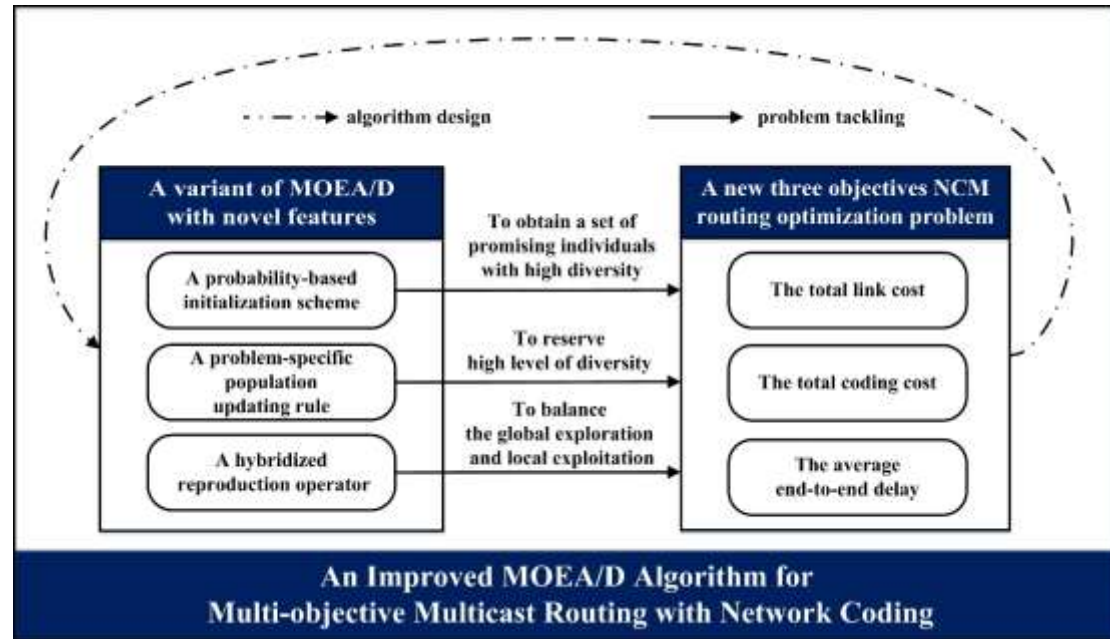 algorithm design
problem tackling
A variant of MOEA/D
with novel features
A probability-based
initialization scheme
A problem-specific
population
updating rule
A hybridized
reproduction operator
To obtain a set of
promising individuals
with high diversity
To reserve
high level of diversity
To balance
the global exploration
and local exploitation
A new three objectives NCM
routing optimization problem
The total link cost
The total coding cost
The average
end-to-end delay
An Improved MOEA/D Algorithm for
Multi-objective Multicast Routing with Network Coding